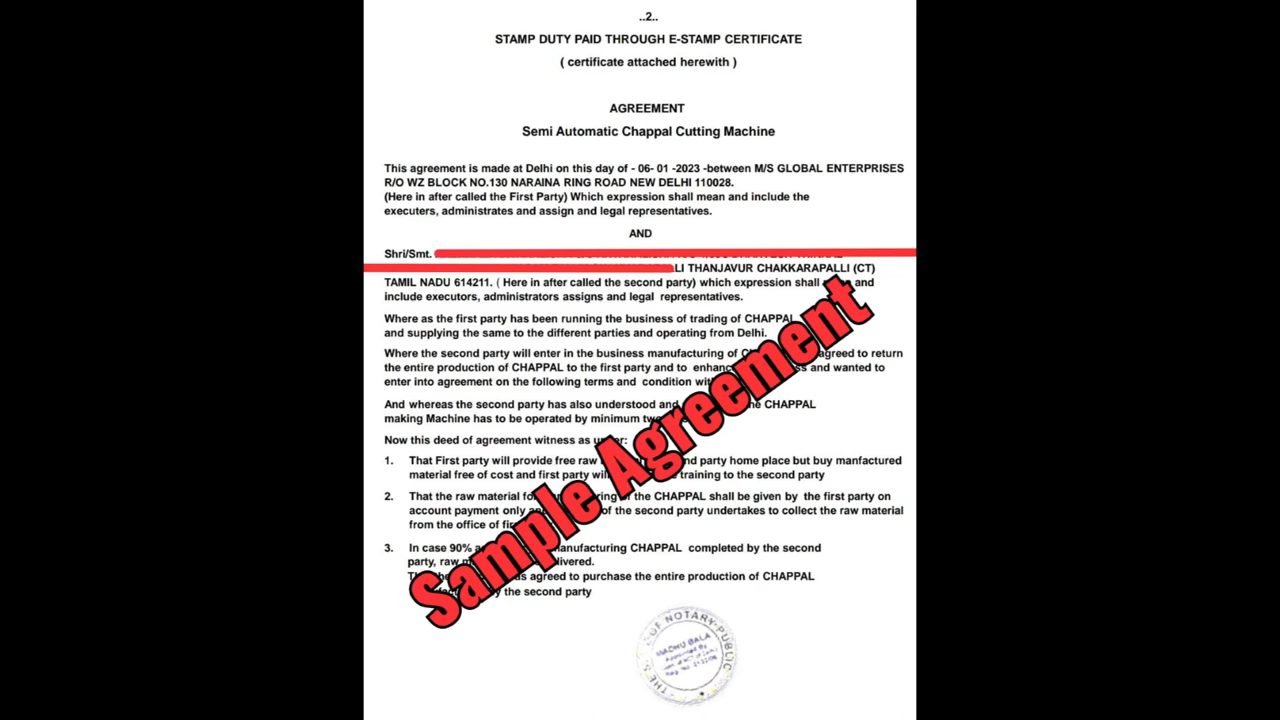 ..2..
STAMP DUTY PAID THROUGH E-STAMP CERTIFICATE
( certificate attached herewith )
AGREEMENT
Semi Automatic Chappal Cutting Machine
This agreement is made at Delhi on this day of - 06- 01 -2023 -between M/S GLOBAL ENTERPRISES
R/O WZ BLOCK NO.130 NARAINA RING ROAD NEW DELHI 110028.
(Here in after called the First Party) Which expression shall mean and include the
executers, administrates and assign and legal representatives.
AND
Shri/Smt.
THANJAVUR CHAKKARAPALLI (CT)
TAMIL NADU 614211. ( Here in after called the second party) which expression shall and
include executors, administrators assigns and legal representatives.
Where as the first party has been running the business of trading of CHAPPAL
and supplying the same to the different parties and operating from Delhi.
Where the second party will enter in the business manufacturing of agreed to return
the entire production of CHAPPAL to the first party and to and wanted to
enter into agreement on the following terms and condition
And whereas the second party has also understood and CHAPPAL
making Machine has to be operated by minimum
Now this deed of agreement witness as under:
1. That First party will provide free raw party home place but buy manfactured
material free of cost and first party training to the second party
2. That the raw material the CHAPPAL shall be given by the first party on
account payment only of the second party undertakes to collect the raw material
from the office of
3. In case 90% CHAPPAL completed by the second
party, raw
agreed to purchase the entire production of CHAPPAL
the second party
Sample Agreement
NOTARY PUBLIC
MADHU BALA
Appointed By